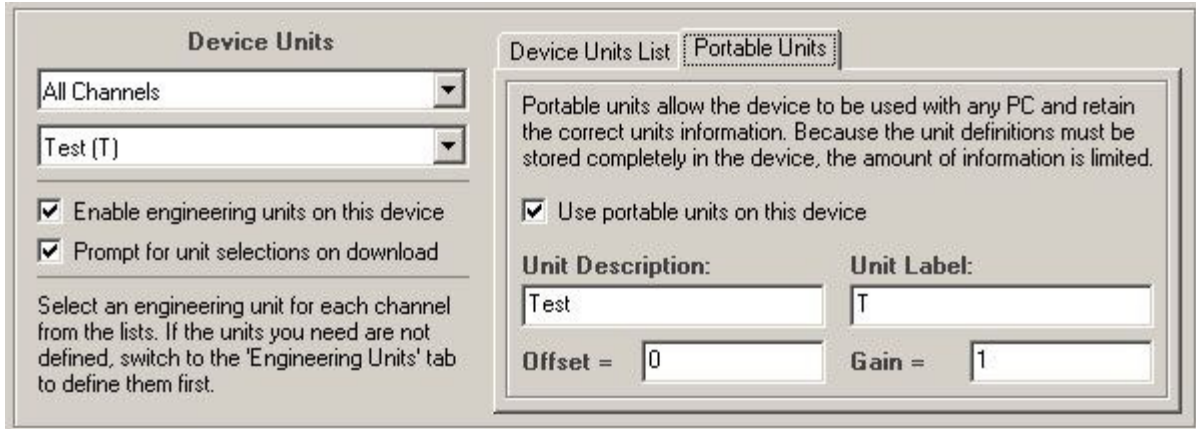 Device Units
All Channels
Test (T)
Enable engineering units on this device
Prompt for unit selections on download
Select an engineering unit for each channel
from the lists. If the units you need are not
defined, switch to the 'Engineering Units' tab
to define them first.
Device Units List
Portable Units
Portable units allow the device to be used with any PC and retain
the correct units information. Because the unit definitions must be
stored completely in the device, the amount of information is limited.
Use portable units on this device
Unit Description: Unit Label:
Test T
Offset = 0 Gain = 1